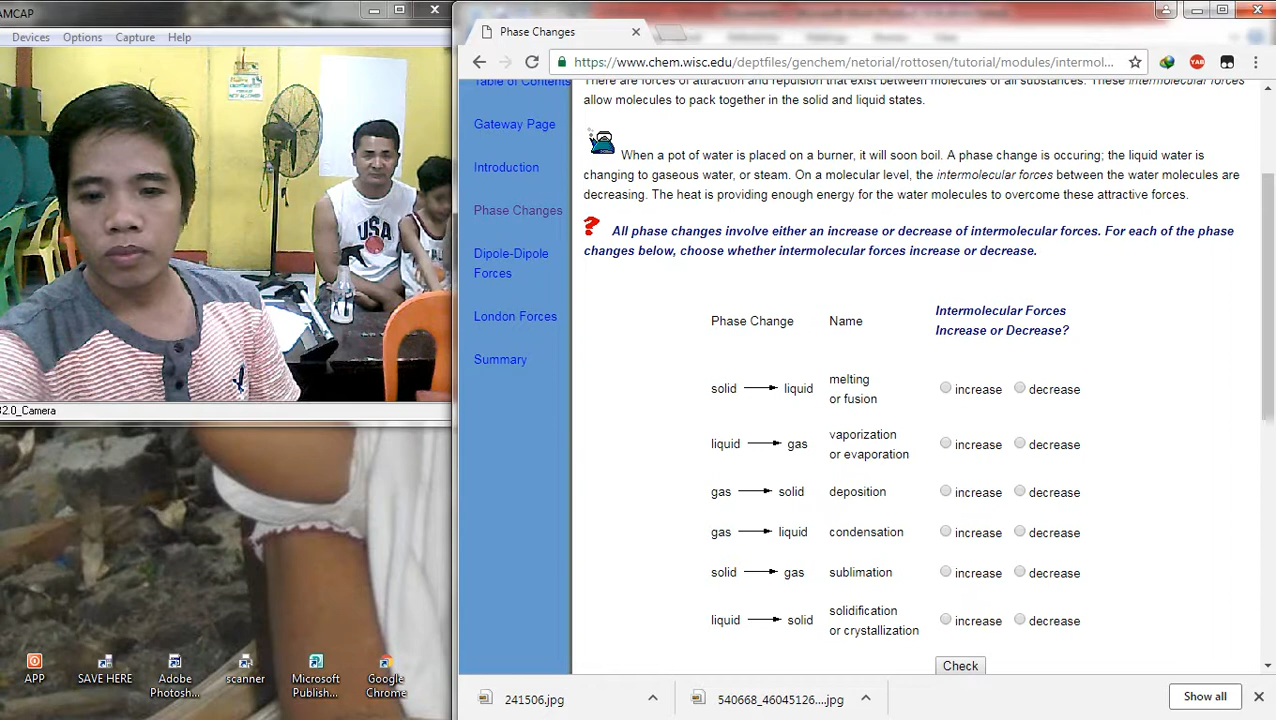 AMCAP
Devices Options Capture Help
32.0_Camera
USA
APP
SAVE HERE
Adobe
Photosh...
scanner
Microsoft
Publish...
Google
Chrome
Phase Changes
https://www.chem.wisc.edu/deptfiles/genchem/netorial/rottosen/tutorial/modules/intermol...
YAB
Table of Contents
Gateway Page
Introduction
Phase Changes
Dipole-Dipole
Forces
London Forces
Summary
There are forces of attraction and repulsion that exist between molecules of all substances. These intermolecular forces
allow molecules to pack together in the solid and liquid states.
When a pot of water is placed on a burner, it will soon boil. A phase change is occuring; the liquid water is
changing to gaseous water, or steam. On a molecular level, the intermolecular forces between the water molecules are
decreasing. The heat is providing enough energy for the water molecules to overcome these attractive forces.
? All phase changes involve either an increase or decrease of intermolecular forces. For each of the phase
changes below, choose whether intermolecular forces increase or decrease.
Phase Change Name Intermolecular Forces
Increase or Decrease?
solid liquid melting
or fusion increase decrease
liquid gas vaporization
or evaporation increase decrease
gas solid deposition increase decrease
gas liquid condensation increase decrease
solid gas sublimation increase decrease
liquid solid solidification
or crystallization increase decrease
Check
241506.jpg
540668_46045126....jpg
Show all